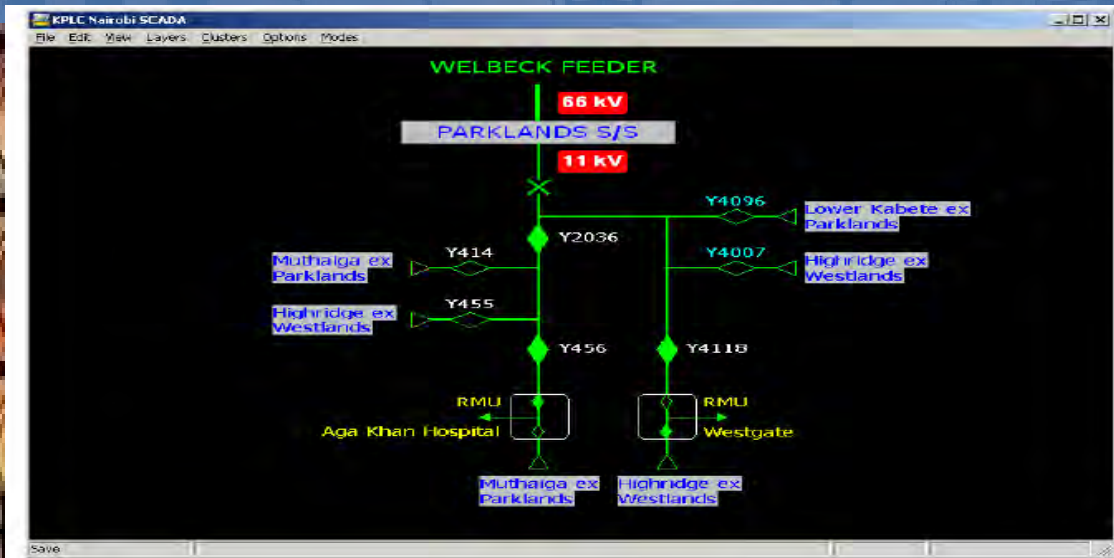 KPLC Nairobi SCADA
File Edit View Layers Clusters Options Modes
WELBECK FEEDER
66 kV
PARKLANDS S/S
11 kV
Y4096
Lower Kabete ex
Parklands
Y2036
Y414
Y4007
Muthaiga ex
Parklands
Highridge ex
Westlands
Y455
Highridge ex
Westlands
Y456
Y4118
RMU
Aga Khan Hospital
RMU
Westgate
Muthaiga ex
Parklands
Highridge ex
Westlands
Save